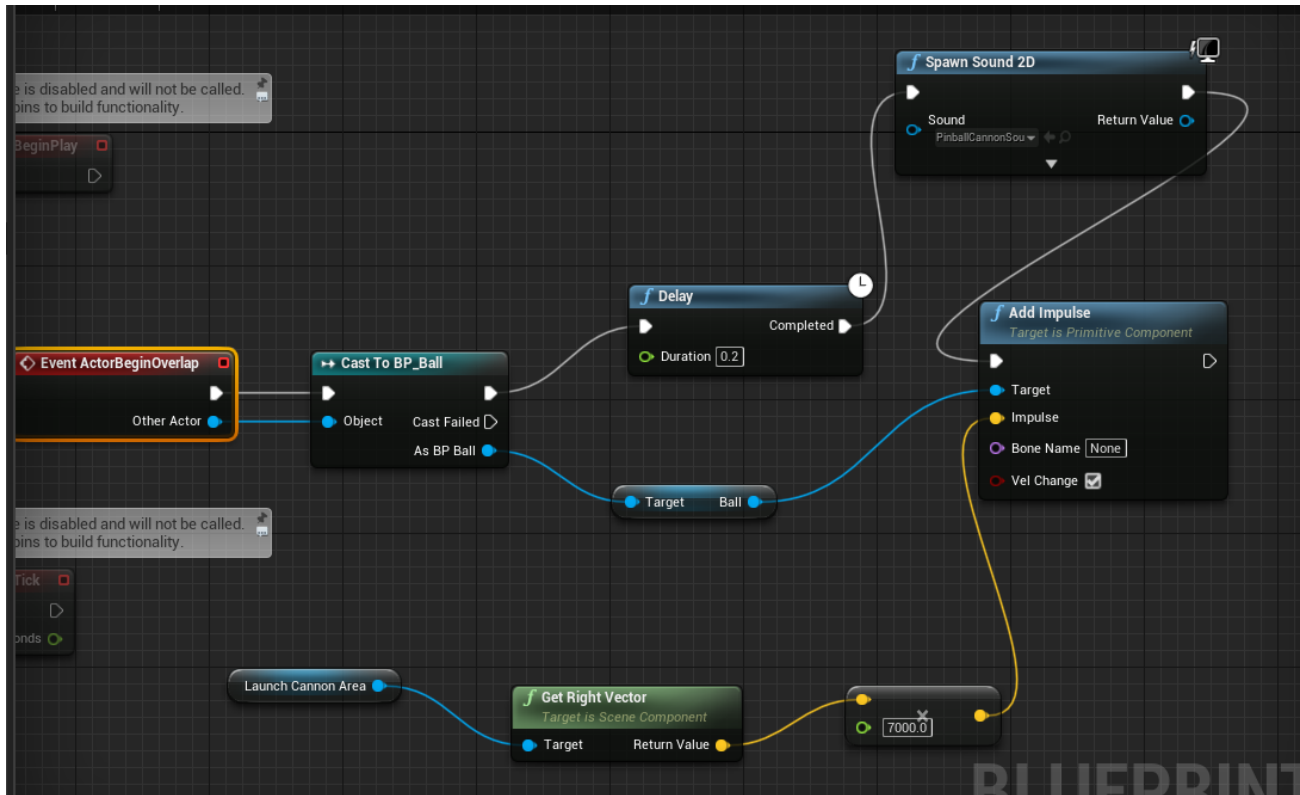 Spawn Sound 2D
Sound
PinballCannonSou
Return Value
e is disabled and will not be called.
pins to build functionality.
BeginPlay
Delay
Completed
Duration 0.2
Add Impulse
Target is Primitive Component
Target
Impulse
Bone Name None
Vel Change
Event ActorBeginOverlap
Other Actor
Cast To BP_Ball
Object
Cast Failed
As BP Ball
Target Ball
e is disabled and will not be called.
pins to build functionality.
Tick
onds
Launch Cannon Area
Get Right Vector
Target is Scene Component
Target
Return Value
7000.0
BLUEPRINT